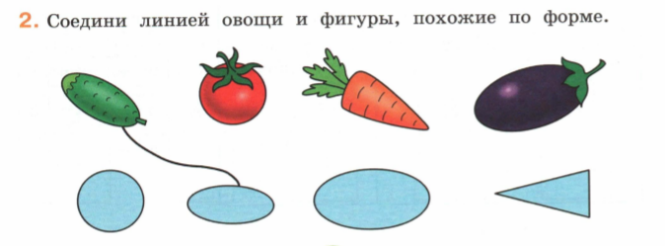 2. Соедини линией овощи и фигуры, похожие по форме.